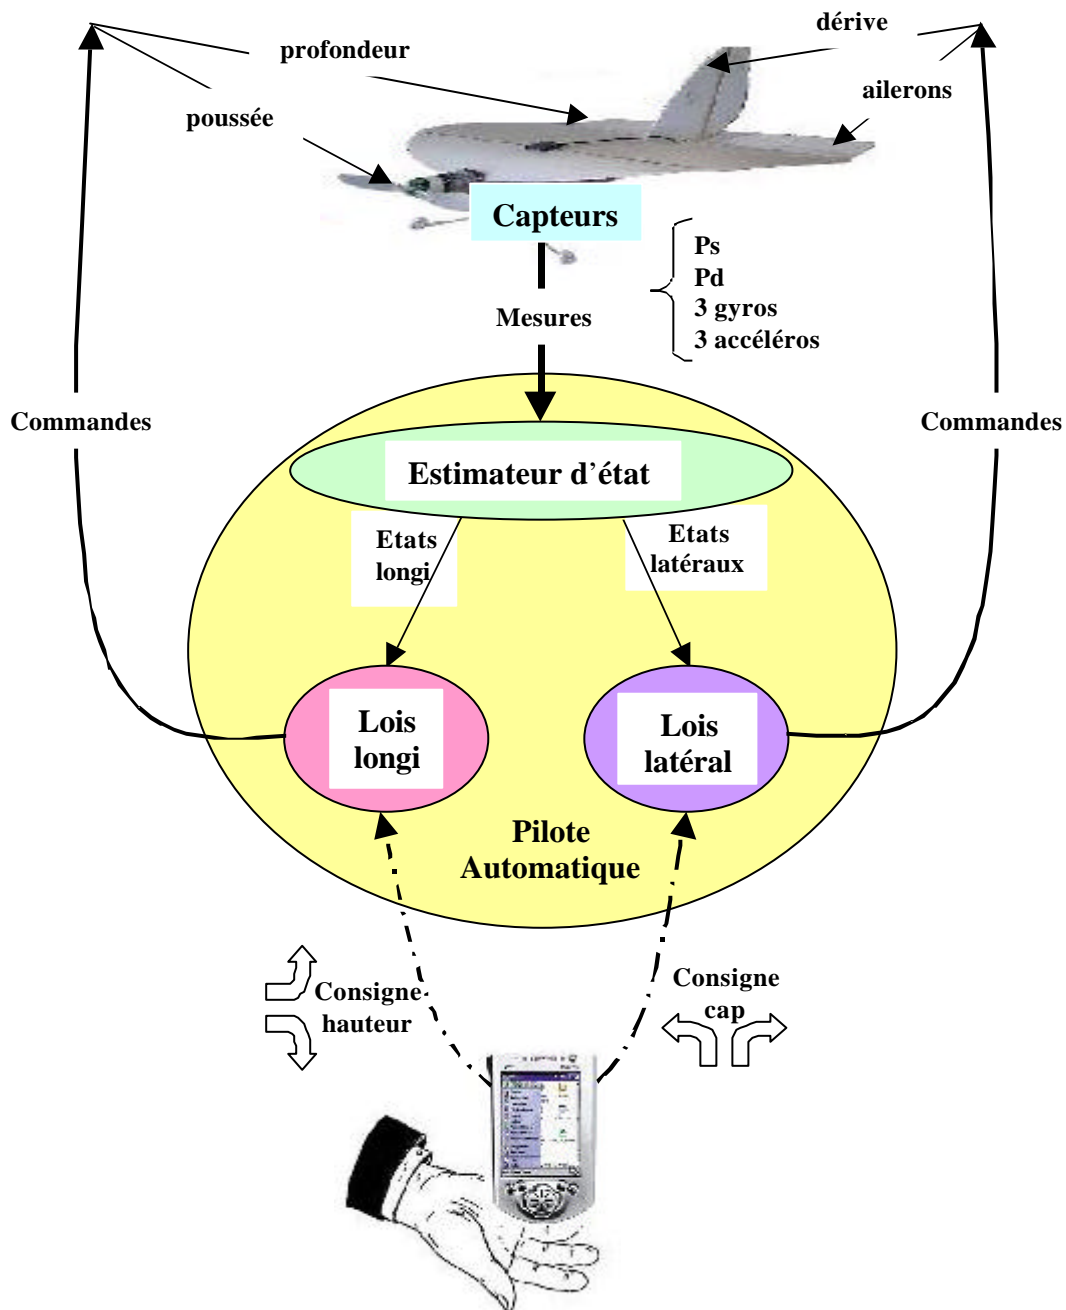 dérive
profondeur
ailerons
poussée
Capteurs
Ps
Pd
3 gyros
3 accéléros
Mesures
Commandes
Commandes
Estimateur d'état
Etats
longi
Etats
latéraux
Lois
longi
Lois
latéral
Pilote
Automatique
Consigne
hauteur
Consigne
cap